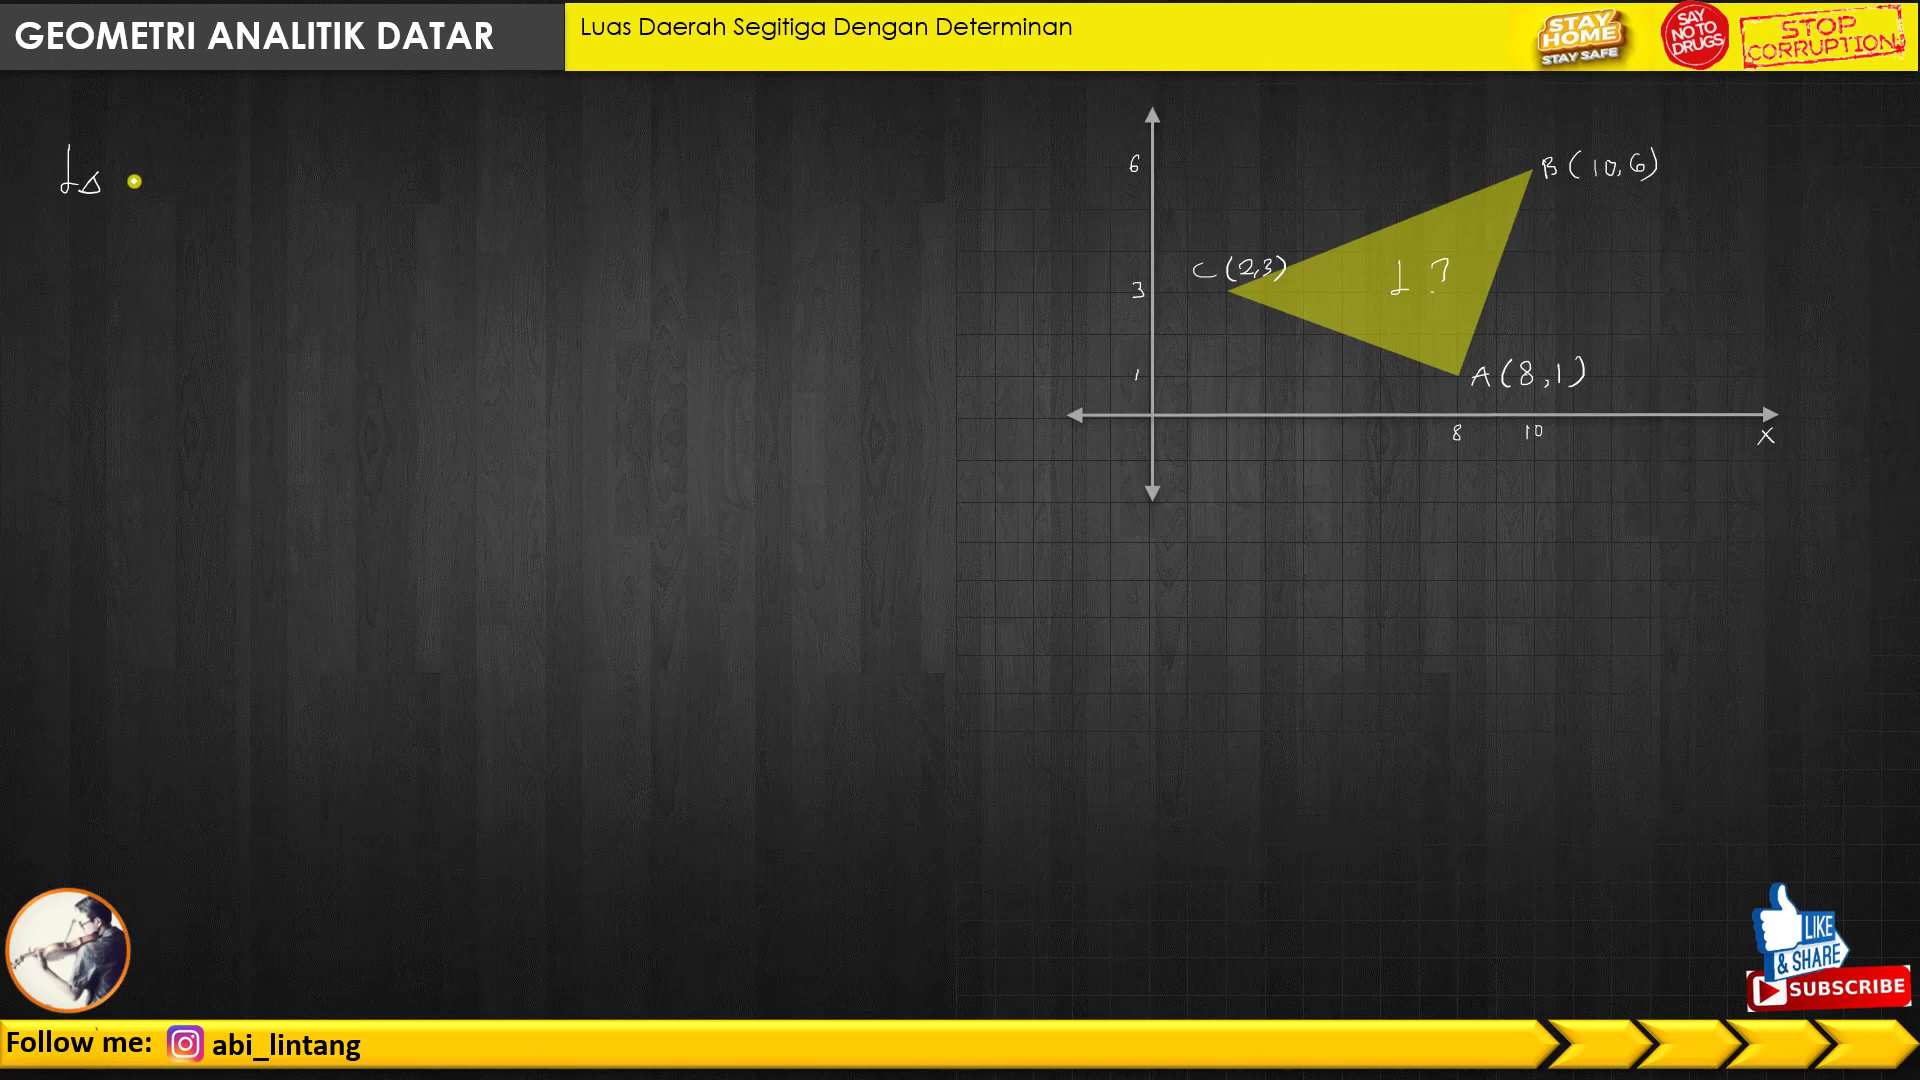 GEOMETRI ANALITIK DATAR
Luas Daerah Segitiga Dengan Determinan
STAY
HOME
STAY SAFE
SAY
NO TO
DRUGS
STOP
CORRUPTION
L△
6
B (10,6)
C (2,3)
L ?
3
1
A (8,1)
8
10
X
LIKE
& SHARE
SUBSCRIBE
Follow me:
abi_lintang